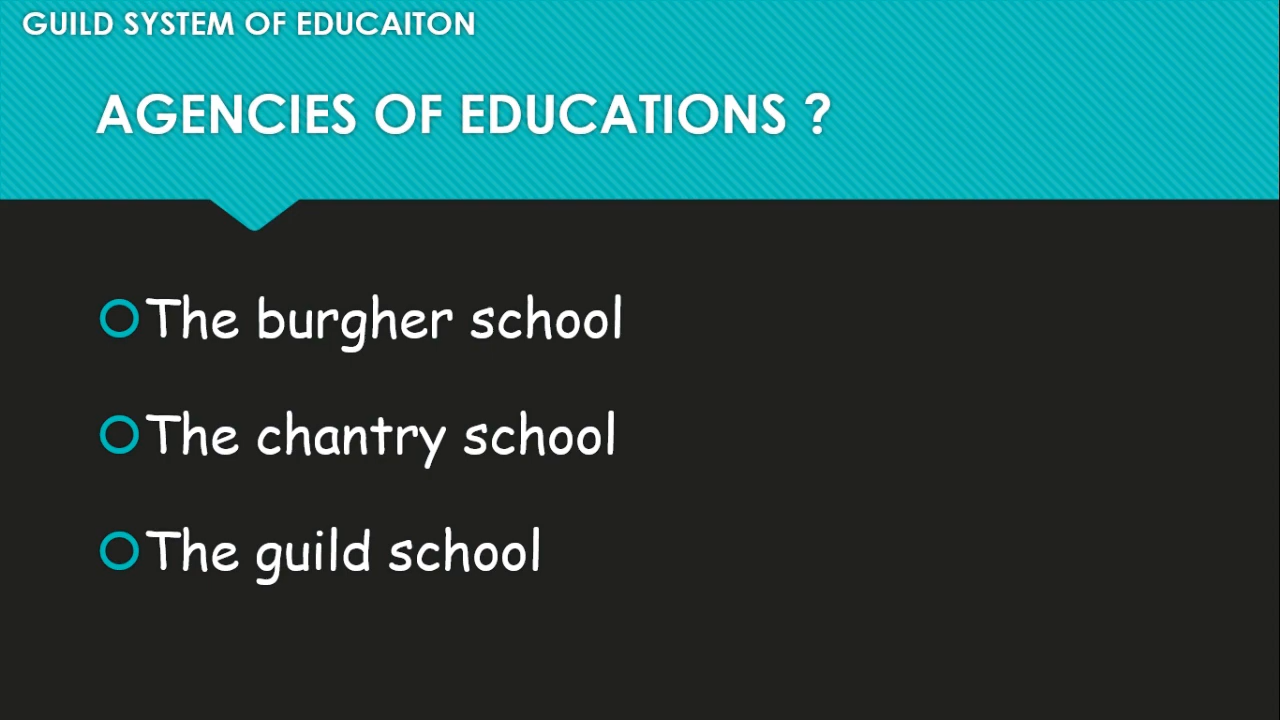 GUILD SYSTEM OF EDUCAITON
AGENCIES OF EDUCATIONS ?
The burgher school
The chantry school
The guild school